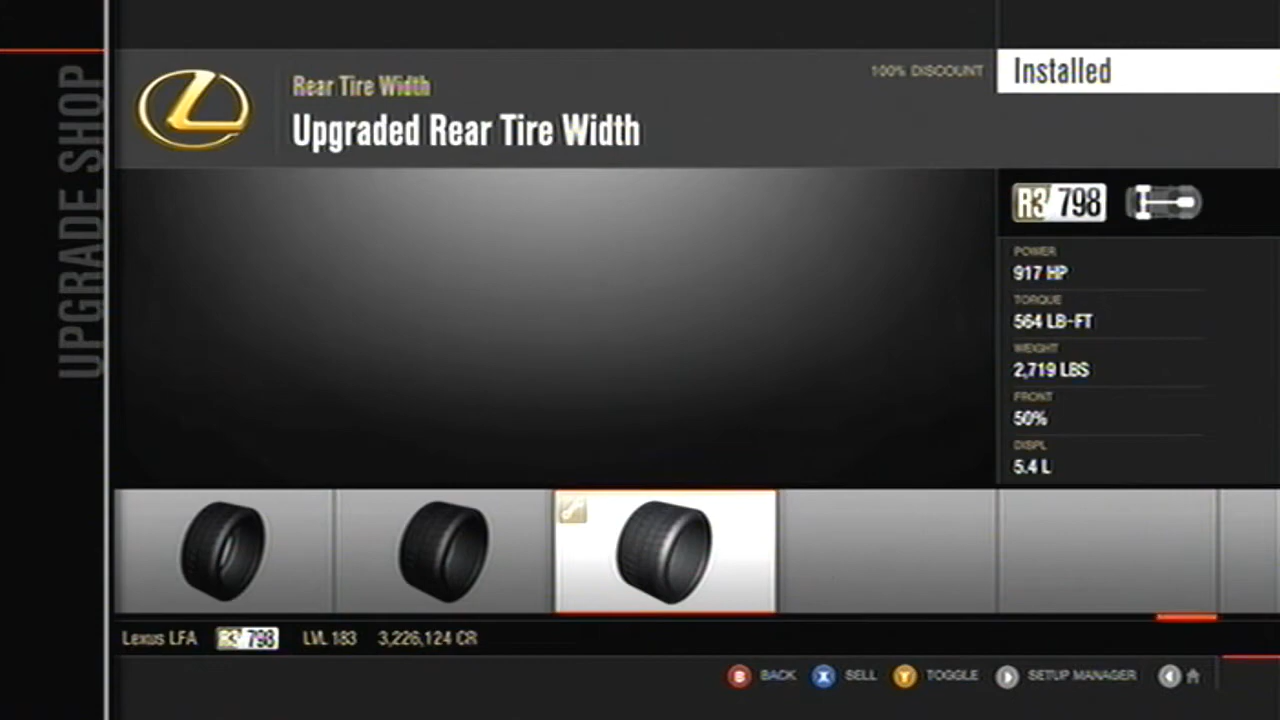 UPGRADE SHOP
Rear Tire Width
Upgraded Rear Tire Width
100% DISCOUNT
Installed
R3 798
POWER
917 HP
TORQUE
564 LB-FT
WEIGHT
2,719 LBS
FRONT
50%
DISPL
5.4 L
Lexus LFA R3 798 LVL 183 3,226,124 CR
B BACK X SELL Y TOGGLE SETUP MANAGER